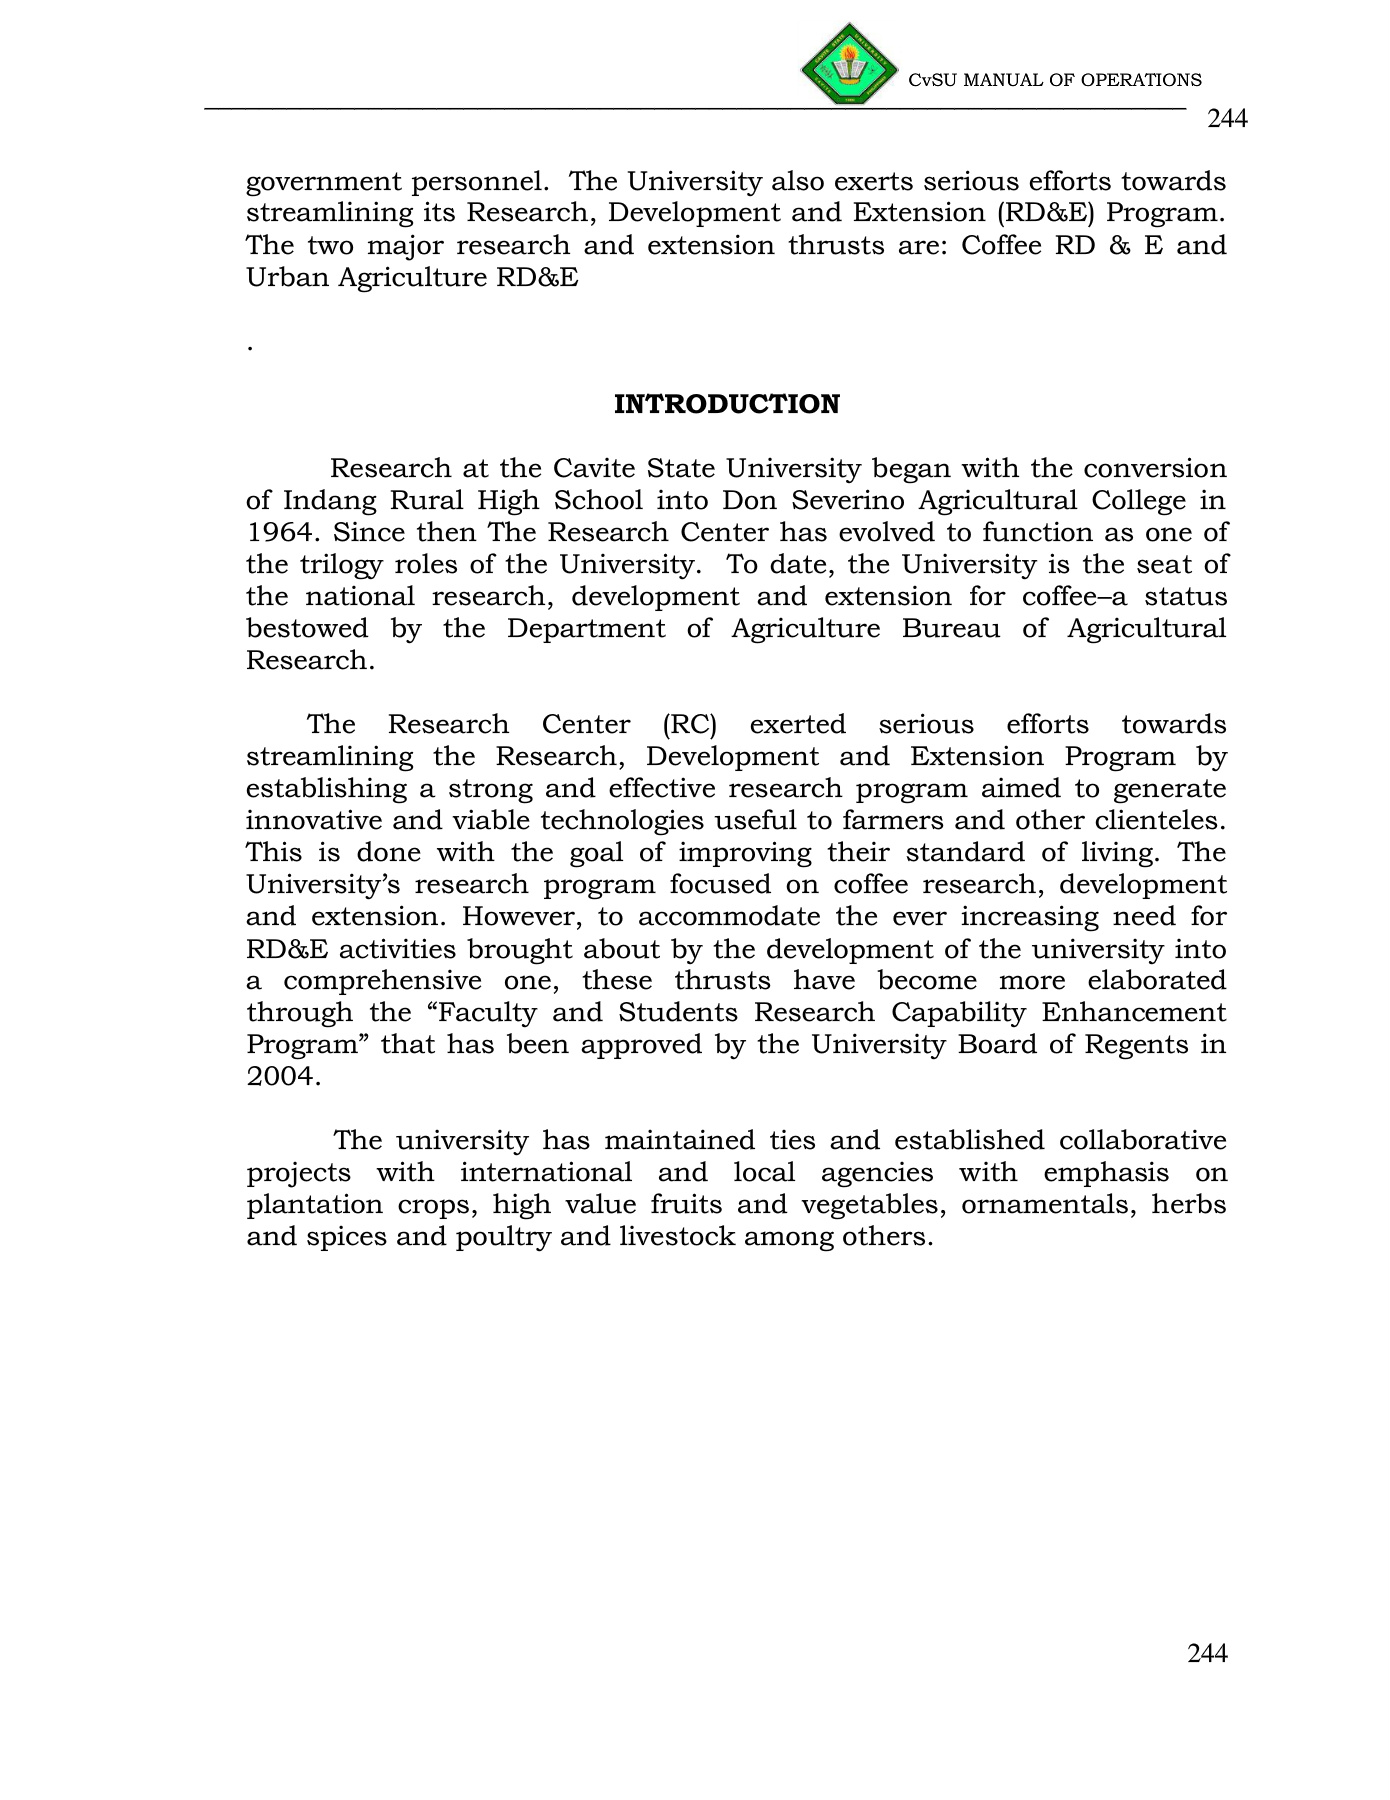 CvSU MANUAL OF OPERATIONS
244
government personnel.  The University also exerts serious efforts towards
streamlining its Research, Development and Extension (RD&E) Program.
The two major research and extension thrusts are: Coffee RD & E and
Urban Agriculture RD&E
.
INTRODUCTION
Research at the Cavite State University began with the conversion
of Indang Rural High School into Don Severino Agricultural College in
1964. Since then The Research Center has evolved to function as one of
the trilogy roles of the University.  To date, the University is the seat of
the national research, development and extension for coffee–a status
bestowed by the Department of Agriculture Bureau of Agricultural
Research.
The Research Center (RC) exerted serious efforts towards
streamlining the Research, Development and Extension Program by
establishing a strong and effective research program aimed to generate
innovative and viable technologies useful to farmers and other clienteles.
This is done with the goal of improving their standard of living. The
University’s research program focused on coffee research, development
and extension. However, to accommodate the ever increasing need for
RD&E activities brought about by the development of the university into
a comprehensive one, these thrusts have become more elaborated
through the “Faculty and Students Research Capability Enhancement
Program” that has been approved by the University Board of Regents in
2004.
The university has maintained ties and established collaborative
projects with international and local agencies with emphasis on
plantation crops, high value fruits and vegetables, ornamentals, herbs
and spices and poultry and livestock among others.
244